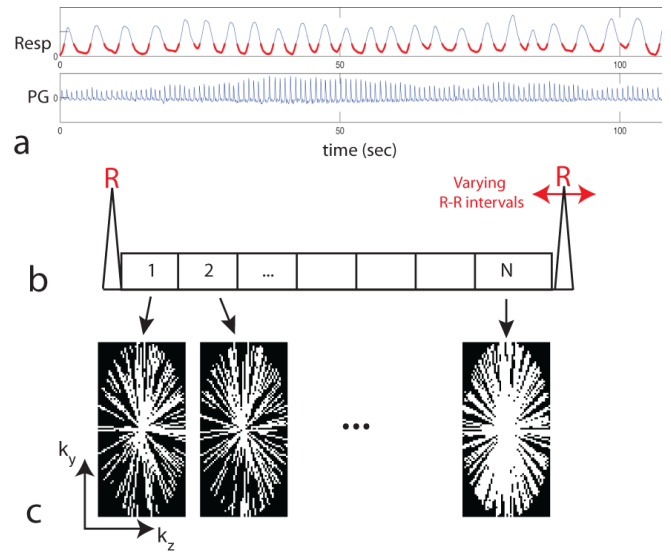 Resp
0
0
50
100
PG
0
0
50
100
time (sec)
a
R
R
Varying
R-R intervals
1
2
...
N
b
...
ky
kz
c